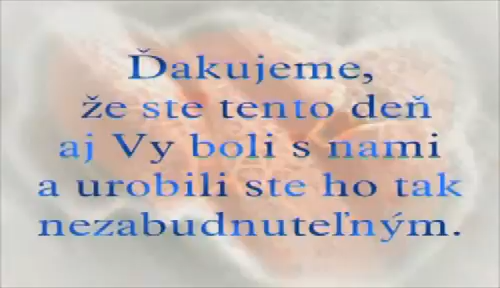 Ďakujeme,
že ste tento deň
aj Vy boli s nami
a urobili ste ho tak
nezabudnuteľným.